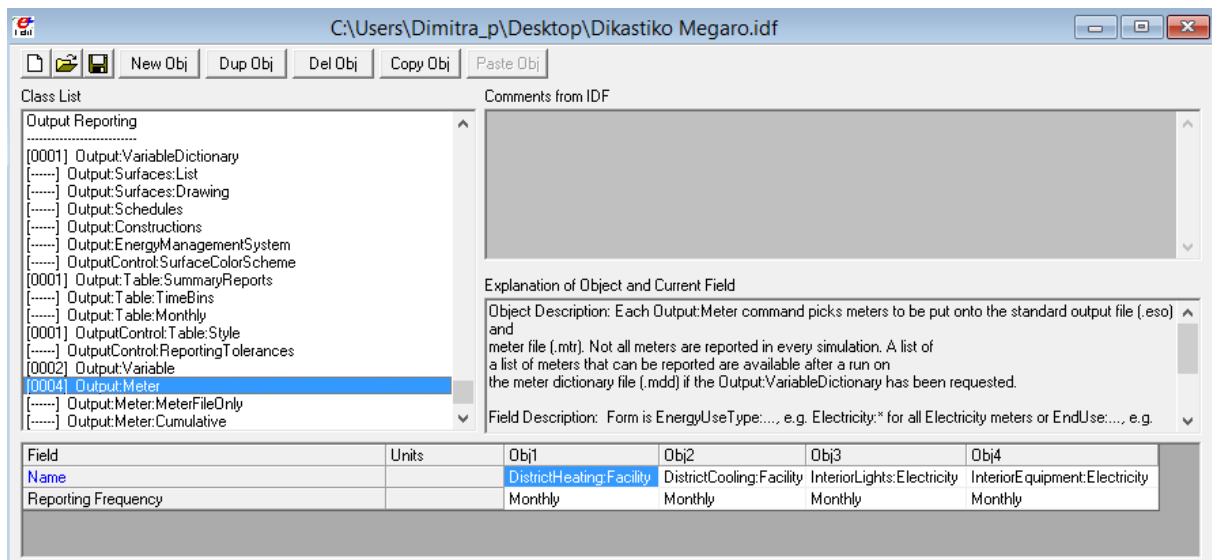 C:\Users\Dimitra_p\Desktop\Dikastiko Megaro.idf
New Obj Dup Obj Del Obj Copy Obj Paste Obj
Class List
Output Reporting
---------------------------
[0001] Output:VariableDictionary
[------] Output:Surfaces:List
[------] Output:Surfaces:Drawing
[------] Output:Schedules
[------] Output:Constructions
[------] Output:EnergyManagementSystem
[------] OutputControl:SurfaceColorScheme
[0001] Output:Table:SummaryReports
[------] Output:Table:TimeBins
[------] Output:Table:Monthly
[0001] OutputControl:Table:Style
[------] OutputControl:ReportingTolerances
[0002] Output:Variable
[0004] Output:Meter
[------] Output:Meter:MeterFileOnly
[------] Output:Meter:Cumulative
Comments from IDF
Explanation of Object and Current Field
Object Description: Each Output:Meter command picks meters to be put onto the standard output file (.eso)
and
meter file (.mtr). Not all meters are reported in every simulation. A list of
a list of meters that can be reported are available after a run on
the meter dictionary file (.mdd) if the Output:VariableDictionary has been requested.
Field Description: Form is EnergyUseType:..., e.g. Electricity:* for all Electricity meters or EndUse:..., e.g.
Field Units Obj1 Obj2 Obj3 Obj4
Name DistrictHeating:Facility DistrictCooling:Facility InteriorLights:Electricity InteriorEquipment:Electricity
Reporting Frequency Monthly Monthly Monthly Monthly